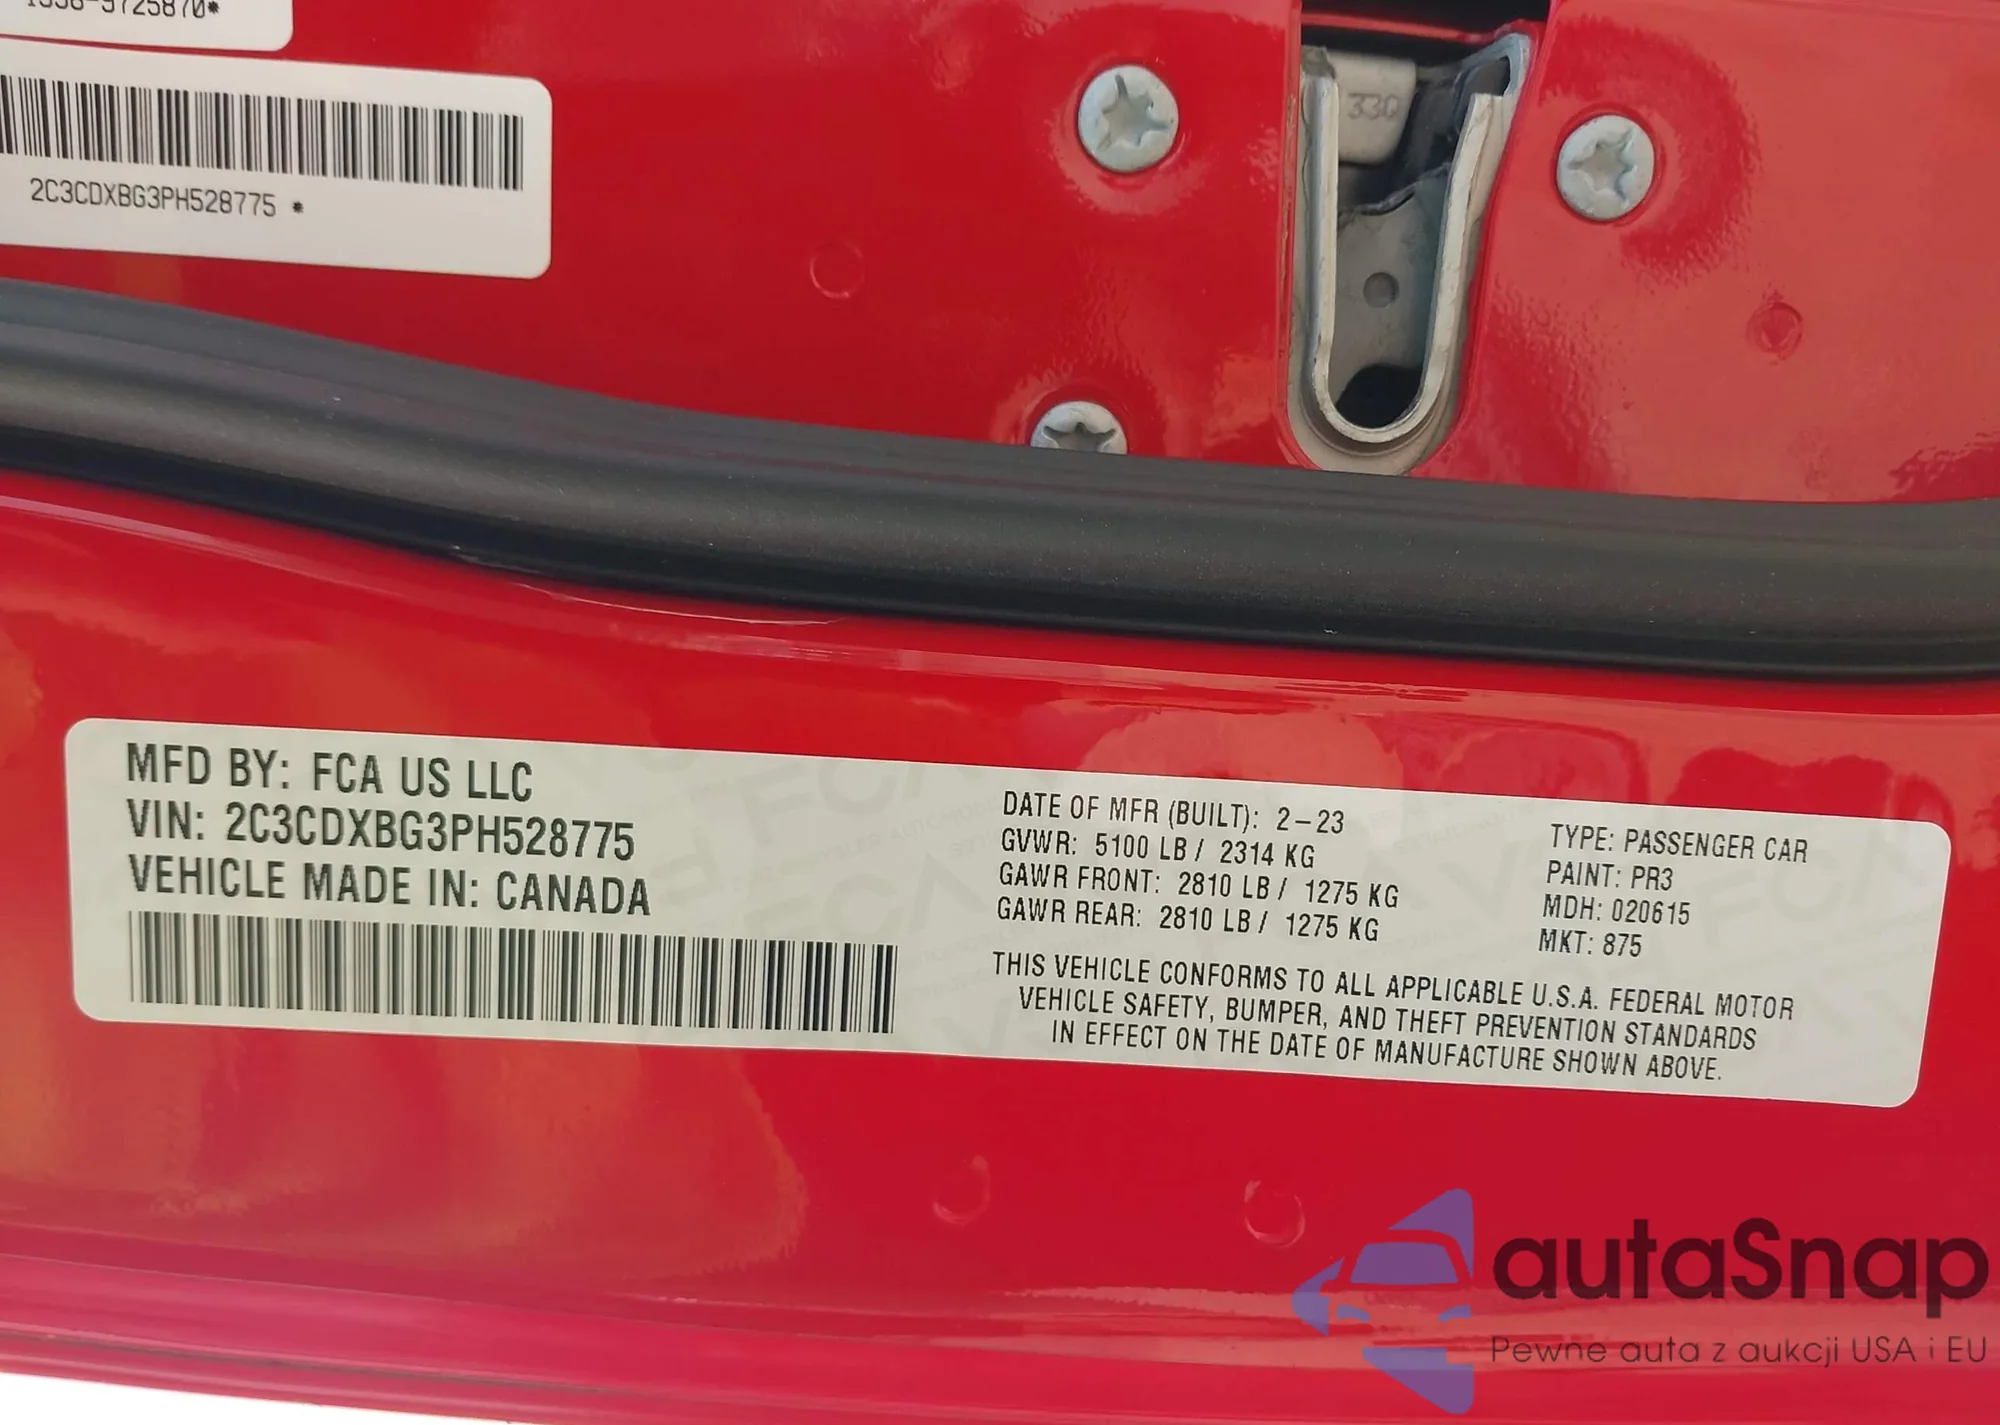 2C3CDXBG3PH528775 *
33Q
MFD BY: FCA US LLC
VIN: 2C3CDXBG3PH528775
VEHICLE MADE IN: CANADA
DATE OF MFR (BUILT): 2-23
GVWR: 5100 LB / 2314 KG
GAWR FRONT: 2810 LB / 1275 KG
GAWR REAR: 2810 LB / 1275 KG
TYPE: PASSENGER CAR
PAINT: PR3
MDH: 020615
MKT: 875
THIS VEHICLE CONFORMS TO ALL APPLICABLE U.S.A. FEDERAL MOTOR
VEHICLE SAFETY, BUMPER, AND THEFT PREVENTION STANDARDS
IN EFFECT ON THE DATE OF MANUFACTURE SHOWN ABOVE.
autaSnap
Pewne auta z aukcji USA i EU